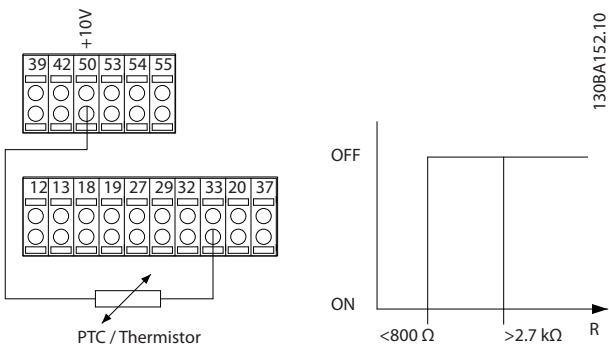 +10V
39 42 50 53 54 55
12 13 18 19 27 29 32 33 20 37
PTC / Thermistor
OFF
ON
<800 Ω
>2.7 kΩ
R
130BA152.10